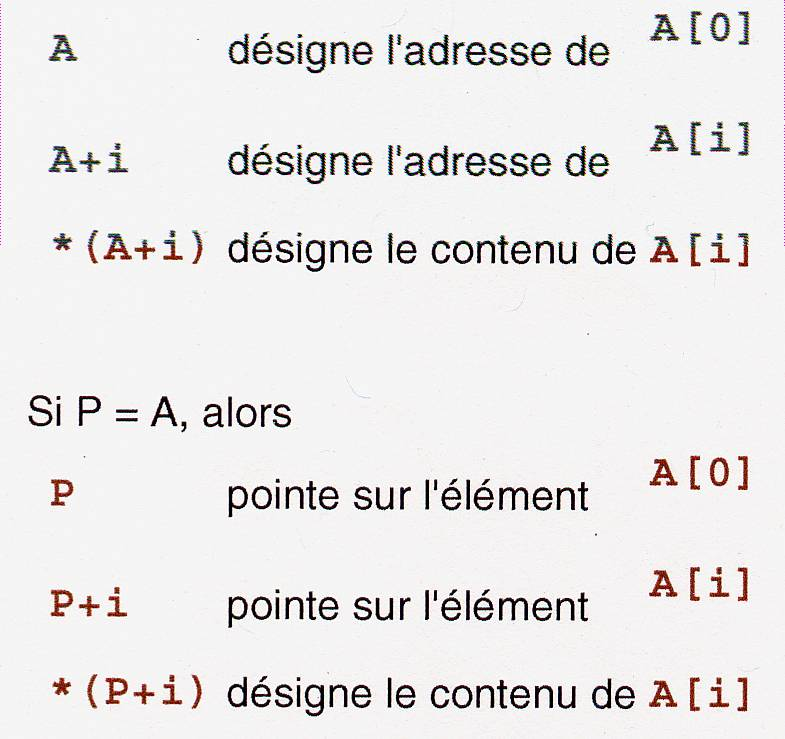 A désigne l'adresse de A[0]
A+i désigne l'adresse de A[i]
*(A+i) désigne le contenu de A[i]
Si P = A, alors
P pointe sur l'élément A[0]
P+i pointe sur l'élément A[i]
*(P+i) désigne le contenu de A[i]